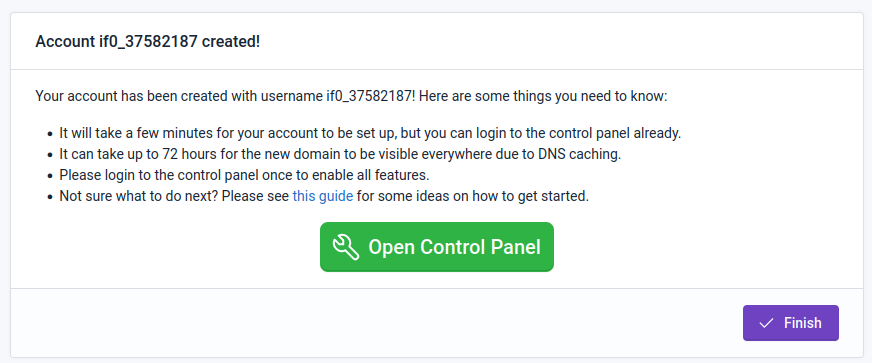 Account if0_37582187 created!
Your account has been created with username if0_37582187! Here are some things you need to know:
It will take a few minutes for your account to be set up, but you can login to the control panel already.
It can take up to 72 hours for the new domain to be visible everywhere due to DNS caching.
Please login to the control panel once to enable all features.
Not sure what to do next? Please see this guide for some ideas on how to get started.
Open Control Panel
Finish